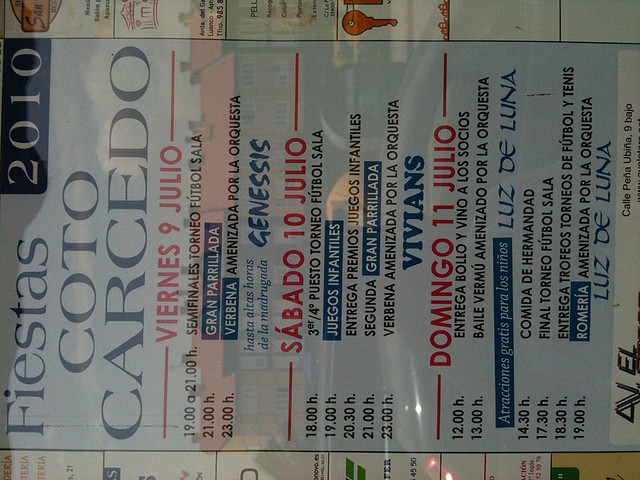 Fiestas 2010
COTO
CARCEDO
VIERNES 9 JULIO
19.00 a 21.00 h. SEMIFINALES TORNEO FÚTBOL SALA
21.00 h. GRAN PARRILLADA
23.00 h. VERBENA AMENIZADA POR LA ORQUESTA
hasta altas horas
de la madrugada GENESSIS
SÁBADO 10 JULIO
18.00 h. 3er/4º PUESTO TORNEO FÚTBOL SALA
19.00 h. JUEGOS INFANTILES
20.30 h. ENTREGA PREMIOS JUEGOS INFANTILES
21.00 h. SEGUNDA GRAN PARRILLADA
23.00 h. VERBENA AMENIZADA POR LA ORQUESTA
VIVIANS
DOMINGO 11 JULIO
12.00 h. ENTREGA BOLLO Y VINO A LOS SOCIOS
13.00 h. BAILE VERMÚ AMENIZADO POR LA ORQUESTA
Atracciones gratis para los niños LUZ DE LUNA
14.30 h. COMIDA DE HERMANDAD
17.30 h. FINAL TORNEO FÚTBOL SALA
18.30 h. ENTREGA TROFEOS TORNEOS DE FÚTBOL Y TENIS
19.00 h. ROMERÍA AMENIZADA POR LA ORQUESTA
LUZ DE LUNA
Calle Peña Ubiña, 9 bajo